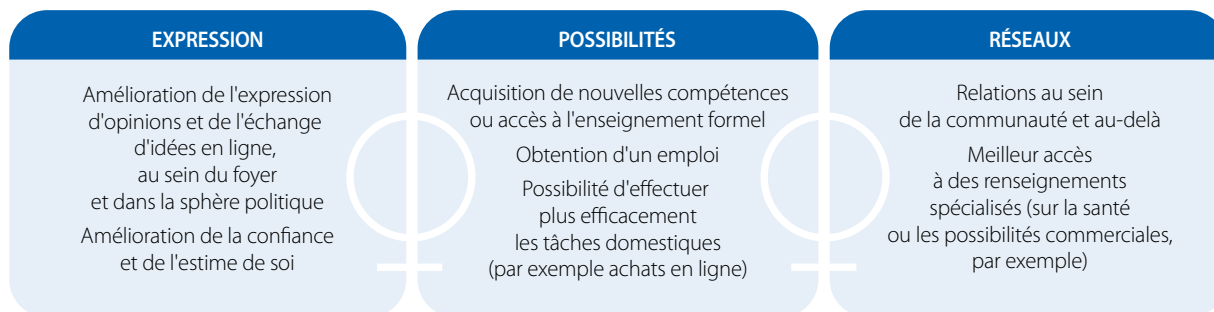 EXPRESSION
Amélioration de l'expression
d'opinions et de l'échange
d'idées en ligne,
au sein du foyer
et dans la sphère politique
Amélioration de la confiance
et de l'estime de soi
POSSIBILITÉS
Acquisition de nouvelles compétences
ou accès à l'enseignement formel
Obtention d'un emploi
Possibilité d'effectuer
plus efficacement
les tâches domestiques
(par exemple achats en ligne)
RÉSEAUX
Relations au sein
de la communauté et au-delà
Meilleur accès
à des renseignements
spécialisés (sur la santé
ou les possibilités commerciales,
par exemple)